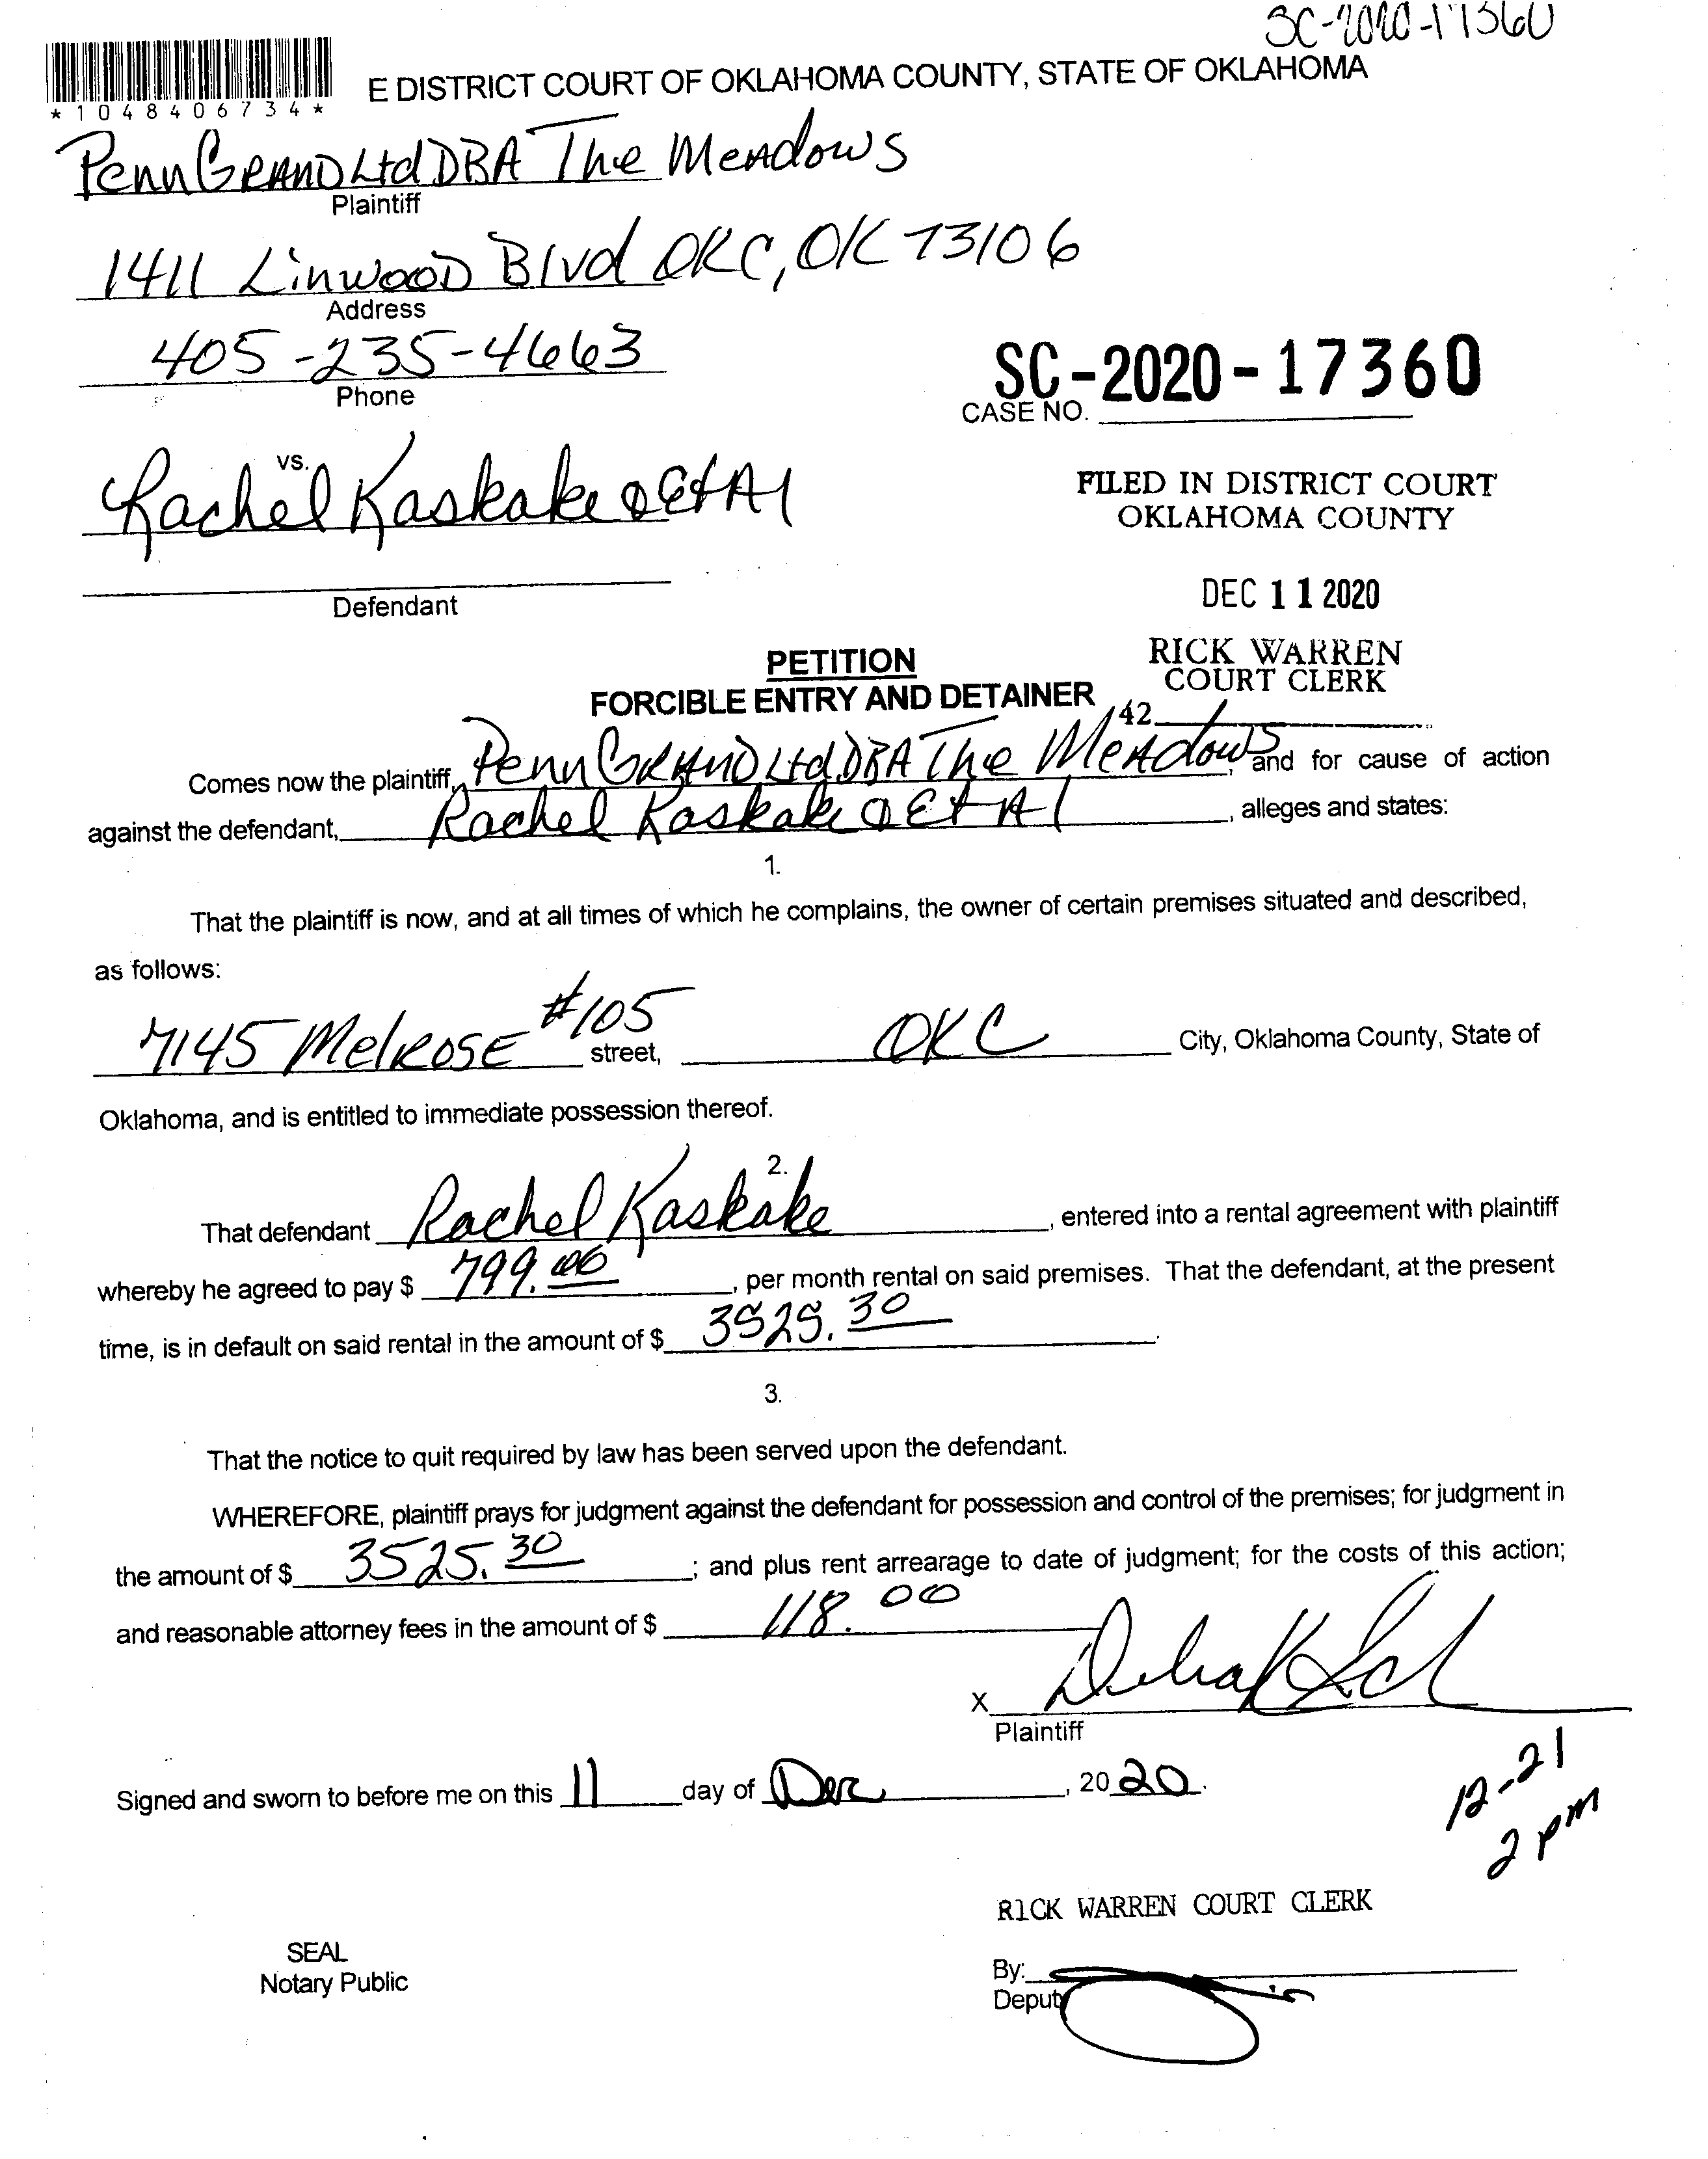 SC-2020-17360
*1048406734*
E DISTRICT COURT OF OKLAHOMA COUNTY, STATE OF OKLAHOMA
Penn Grand Ltd DBA The Meadows
Plaintiff
1411 Linwood Blvd OKC, OK 73106
Address
405-235-4663
Phone
SC-2020-17360
CASE NO.
vs.
Rachel Kaskake & Et Al
FILED IN DISTRICT COURT
OKLAHOMA COUNTY
Defendant
DEC 11 2020
PETITION
RICK WARREN
COURT CLERK
FORCIBLE ENTRY AND DETAINER
42
Comes now the plaintiff, Penn Grand Ltd DBA The Meadows, and for cause of action
against the defendant, Rachel Kaskake & Et Al, alleges and states:
1.
That the plaintiff is now, and at all times of which he complains, the owner of certain premises situated and described,
as follows:
7145 Melrose #105 street, OKC City, Oklahoma County, State of
Oklahoma, and is entitled to immediate possession thereof.
2.
That defendant Rachel Kaskake, entered into a rental agreement with plaintiff
whereby he agreed to pay $ 799.00, per month rental on said premises. That the defendant, at the present
time, is in default on said rental in the amount of $ 3525.30.
3.
That the notice to quit required by law has been served upon the defendant.
WHEREFORE, plaintiff prays for judgment against the defendant for possession and control of the premises; for judgment in
the amount of $ 3525.30; and plus rent arrearage to date of judgment; for the costs of this action;
and reasonable attorney fees in the amount of $ 118.00
X
Plaintiff
Signed and sworn to before me on this 11 day of Dec, 2020.
12-21
2 pm
RICK WARREN COURT CLERK
SEAL
Notary Public
By:
Deputy